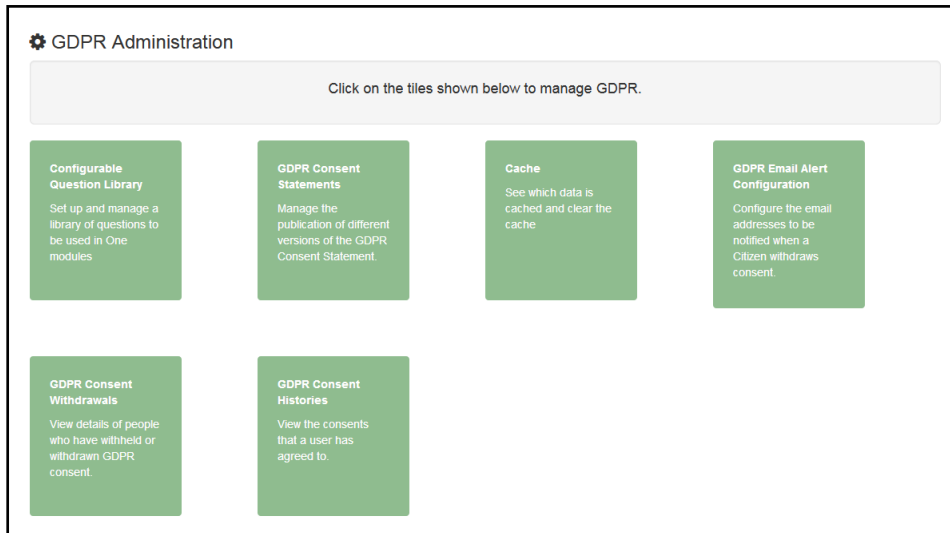 GDPR Administration
Click on the tiles shown below to manage GDPR.
Configurable
Question Library
Set up and manage a
library of questions to
be used in One
modules
GDPR Consent
Statements
Manage the
publication of different
versions of the GDPR
Consent Statement.
Cache
See which data is
cached and clear the
cache
GDPR Email Alert
Configuration
Configure the email
addresses to be
notified when a
Citizen withdraws
consent.
GDPR Consent
Withdrawals
View details of people
who have withheld or
withdrawn GDPR
consent.
GDPR Consent
Histories
View the consents
that a user has
agreed to.